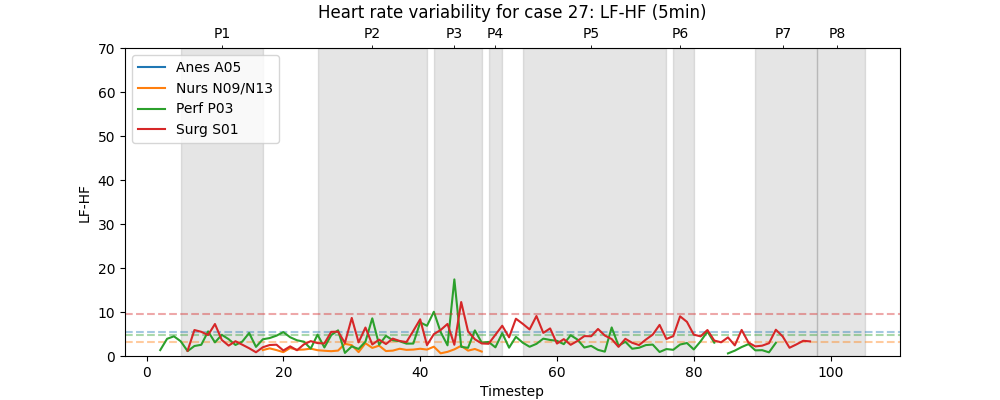 Heart rate variability for case 27: LF-HF (5min)
P1 P2 P3 P4 P5 P6 P7 P8
70
60
50
40
30
20
10
0
LF-HF
Anes A05
Nurs N09/N13
Perf P03
Surg S01
0 20 40 60 80 100
Timestep